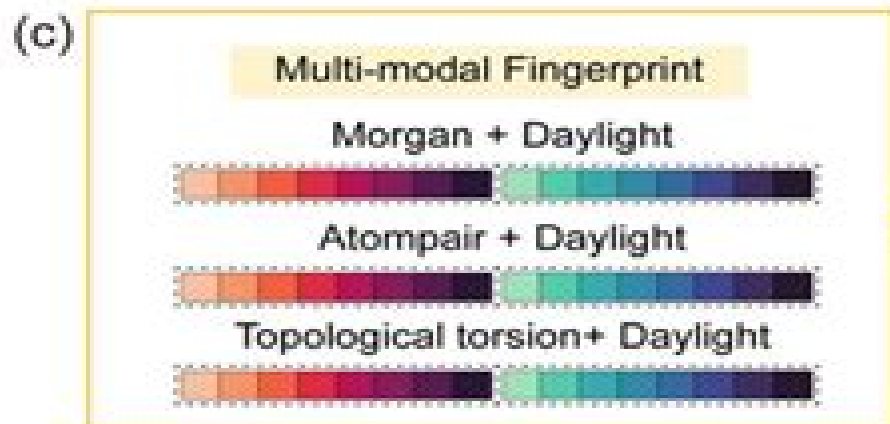 (c)
Multi-modal Fingerprint
Morgan + Daylight
Atompair + Daylight
Topological torsion+ Daylight